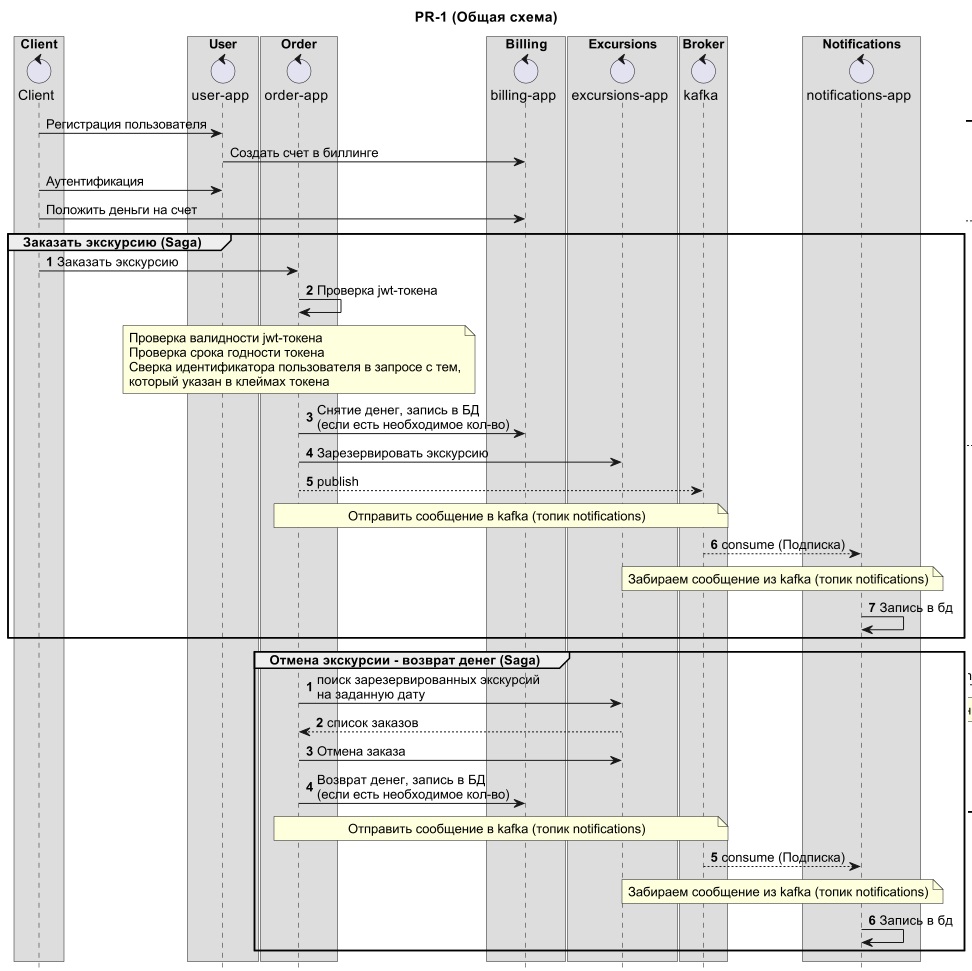 PR-1 (Общая схема)
Client User Order Billing Excursions Broker Notifications
Client user-app order-app billing-app excursions-app kafka notifications-app
Регистрация пользователя
Создать счет в биллинге
Аутентификация
Положить деньги на счет
Заказать экскурсию (Saga)
1 Заказать экскурсию
2 Проверка jwt-токена
Проверка валидности jwt-токена
Проверка срока годности токена
Сверка идентификатора пользователя в запросе с тем,
который указан в клеймах токена
3 Снятие денег, запись в БД
(если есть необходимое кол-во)
4 Зарезервировать экскурсию
5 publish
Отправить сообщение в kafka (топик notifications)
6 consume (Подписка)
Забираем сообщение из kafka (топик notifications)
7 Запись в бд
Отмена экскурсии - возврат денег (Saga)
1 поиск зарезервированных экскурсий
на заданную дату
2 список заказов
3 Отмена заказа
4 Возврат денег, запись в БД
(если есть необходимое кол-во)
Отправить сообщение в kafka (топик notifications)
5 consume (Подписка)
Забираем сообщение из kafka (топик notifications)
6 Запись в бд